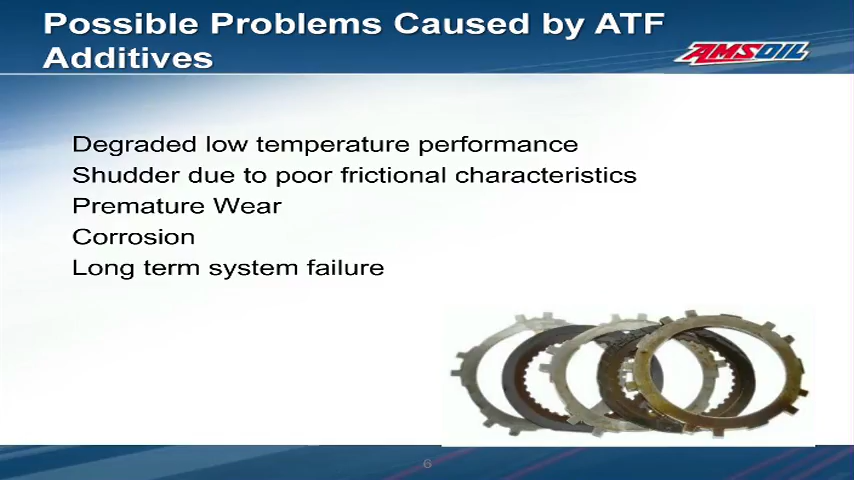 Possible Problems Caused by ATF
Additives
AMSOIL
Degraded low temperature performance
Shudder due to poor frictional characteristics
Premature Wear
Corrosion
Long term system failure
6